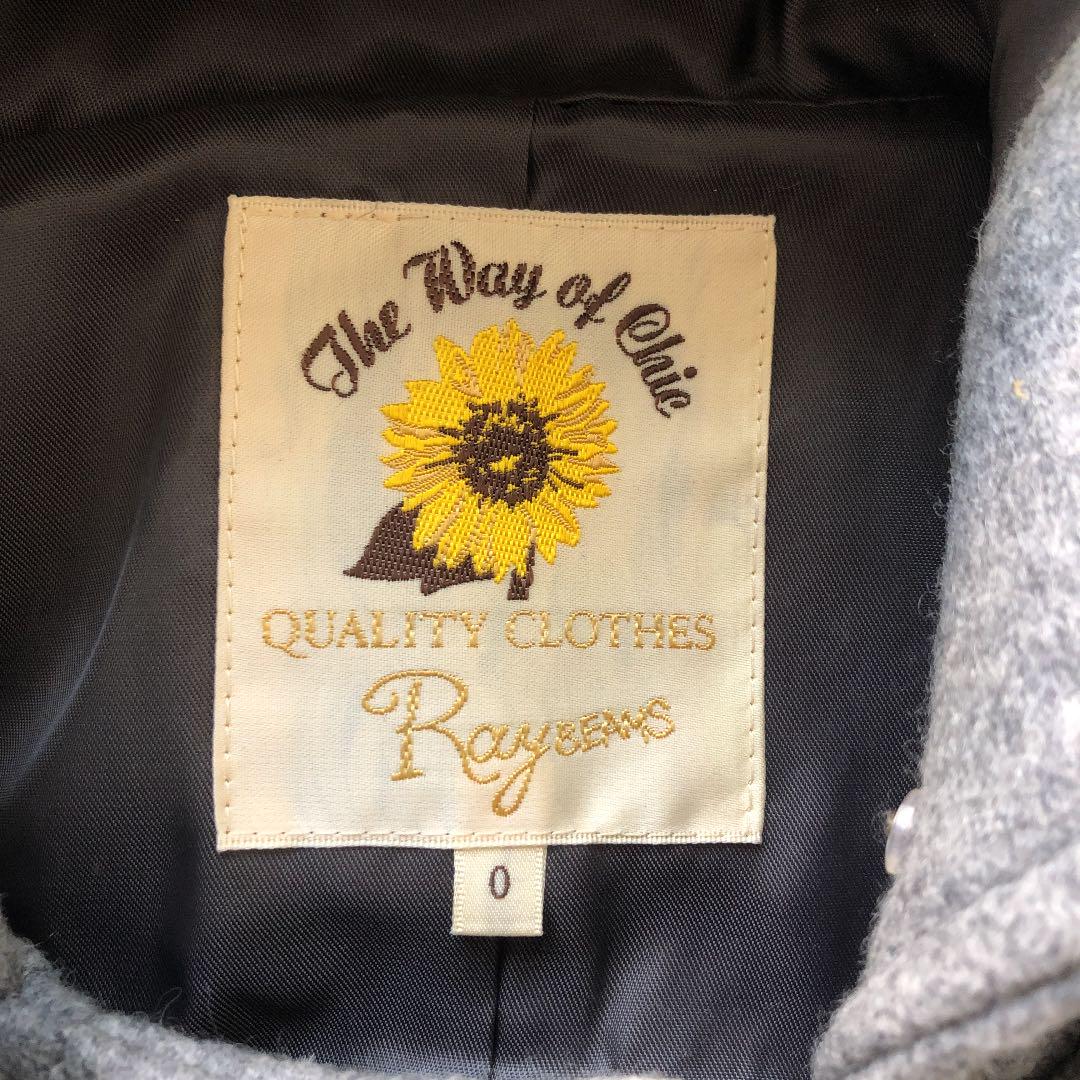 The Way of Chic
QUALITY CLOTHES
Ray BEAMS
0